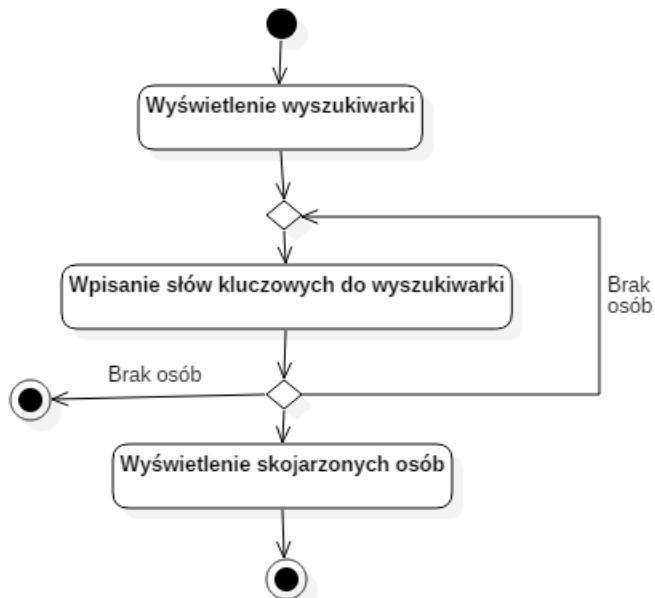 Wyświetlenie wyszukiwarki
Wpisanie słów kluczowych do wyszukiwarki
Brak
osób
Brak osób
Wyświetlenie skojarzonych osób